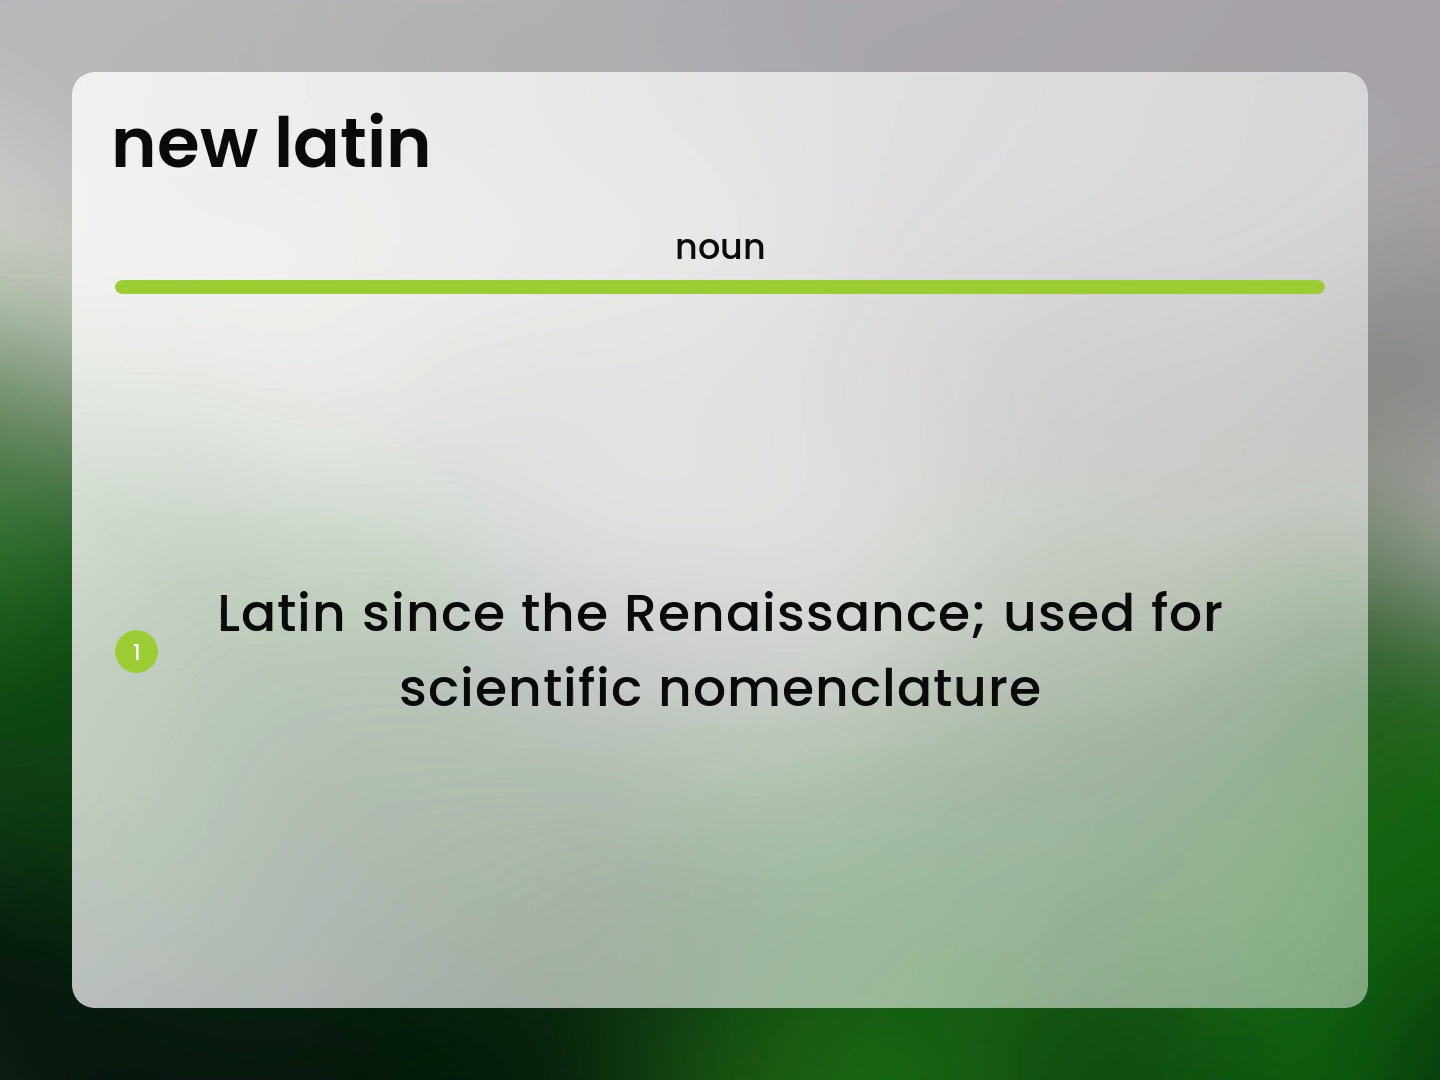 new latin
noun
1
Latin since the Renaissance; used for
scientific nomenclature